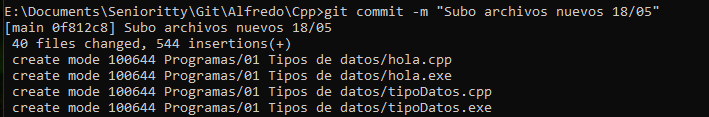 E:\Documents\Senioritty\Git\Alfredo\Cpp>git commit -m "Subo archivos nuevos 18/05"
[main 0f812c8] Subo archivos nuevos 18/05
 40 files changed, 544 insertions(+)
 create mode 100644 Programas/01 Tipos de datos/hola.cpp
 create mode 100644 Programas/01 Tipos de datos/hola.exe
 create mode 100644 Programas/01 Tipos de datos/tipoDatos.cpp
 create mode 100644 Programas/01 Tipos de datos/tipoDatos.exe